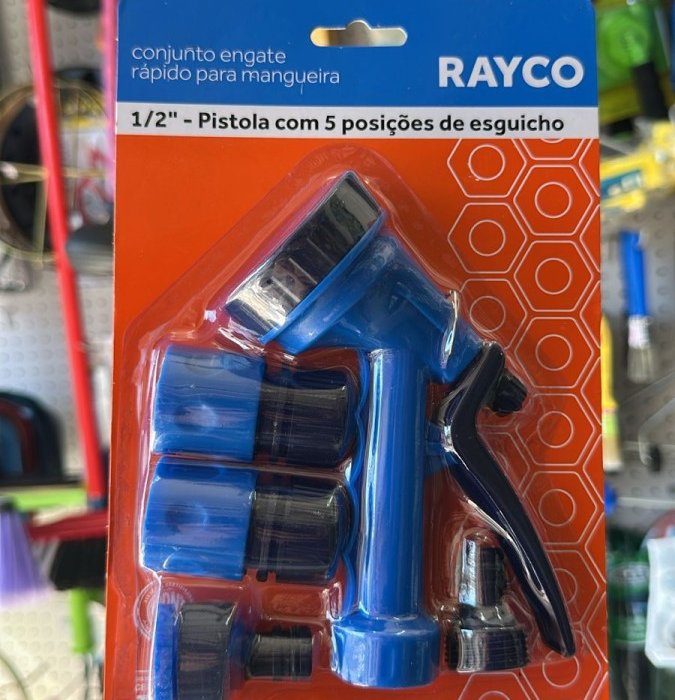 conjunto engate
rápido para mangueira
RAYCO
1/2" - Pistola com 5 posições de esguicho